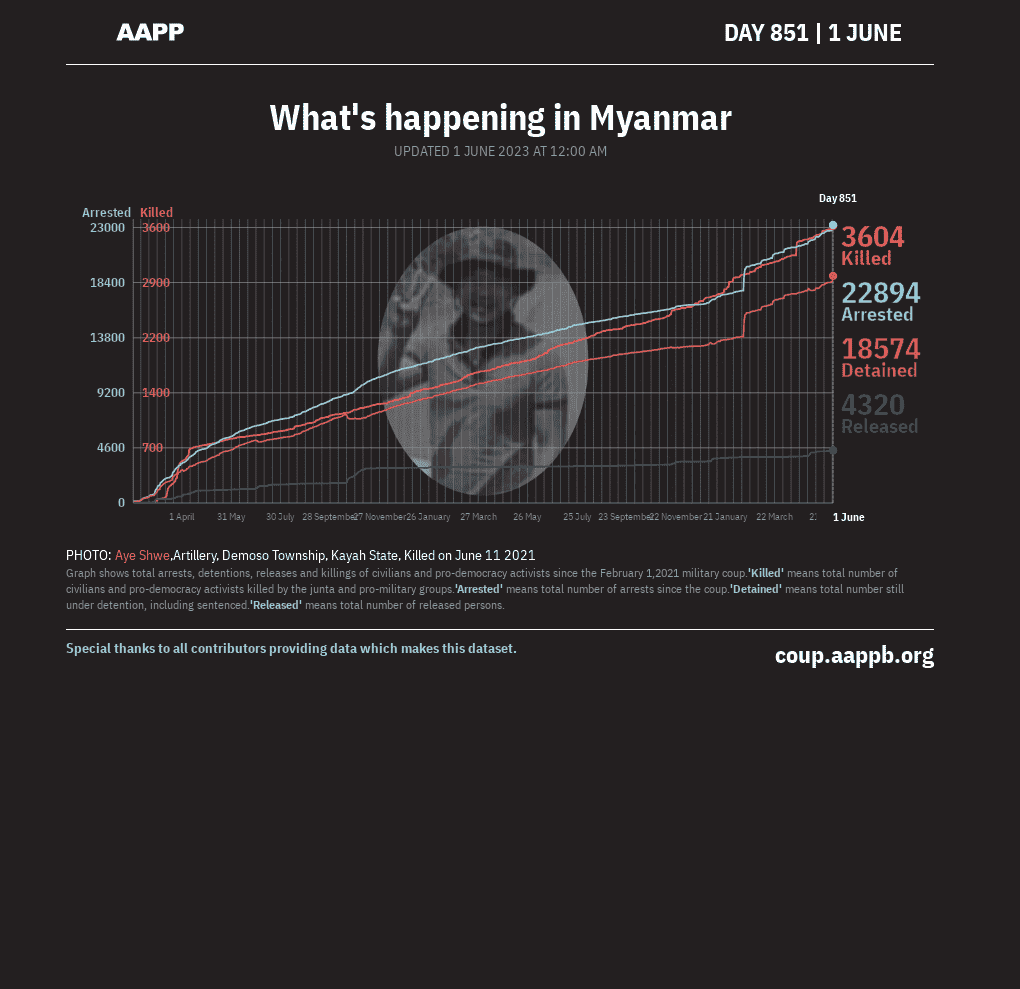 AAPP
DAY 851 | 1 JUNE
What's happening in Myanmar
UPDATED 1 JUNE 2023 AT 12:00 AM
Day 851
Arrested Killed
23000 3600
18400 2900
13800 2200
9200 1400
4600 700
0
3604
Killed
22894
Arrested
18574
Detained
4320
Released
1 April 31 May 30 July 28 September 27 November 26 January 27 March 26 May 25 July 23 September 22 November 21 January 22 March 21 1 June
PHOTO: Aye Shwe,Artillery, Demoso Township, Kayah State, Killed on June 11 2021
Graph shows total arrests, detentions, releases and killings of civilians and pro-democracy activists since the February 1,2021 military coup.'Killed' means total number of
civilians and pro-democracy activists killed by the junta and pro-military groups.'Arrested' means total number of arrests since the coup.'Detained' means total number still
under detention, including sentenced.'Released' means total number of released persons.
Special thanks to all contributors providing data which makes this dataset.
coup.aappb.org